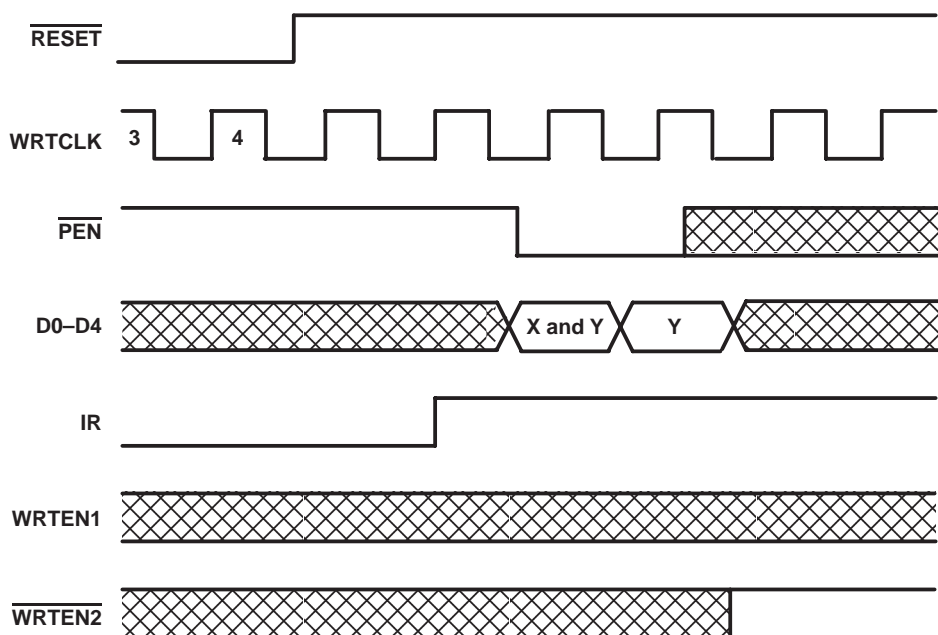 RESET
WRTCLK
3
4
PEN
D0–D4
X and Y
Y
IR
WRTEN1
WRTEN2